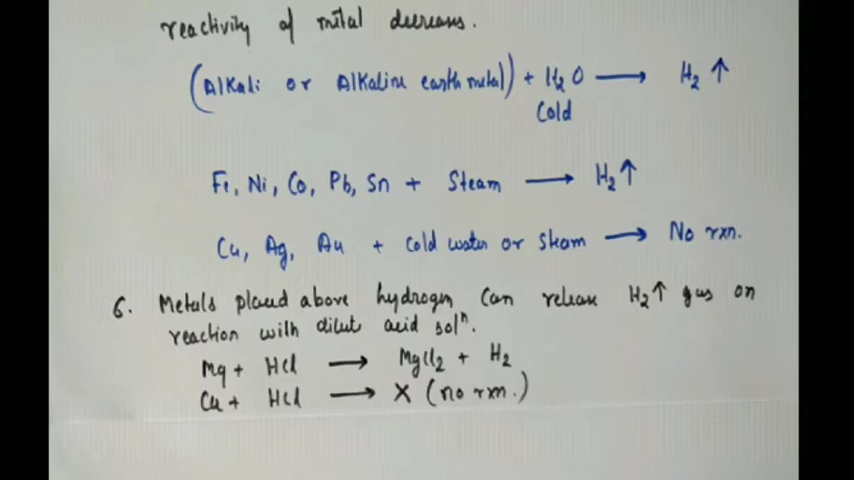 reactivity of metal decreases.
(Alkali or Alkaline earth metal) + H₂O ⟶ H₂ ↑
Cold
Fe, Ni, Co, Pb, Sn + Steam ⟶ H₂↑
Cu, Ag, Au + cold water or steam ⟶ No rxn.
6. Metals placed above hydrogen can release H₂↑ gas on
reaction with dilute acid solⁿ.
Mg + HCl ⟶ MgCl₂ + H₂
Cu + HCl ⟶ X (no rxn.)